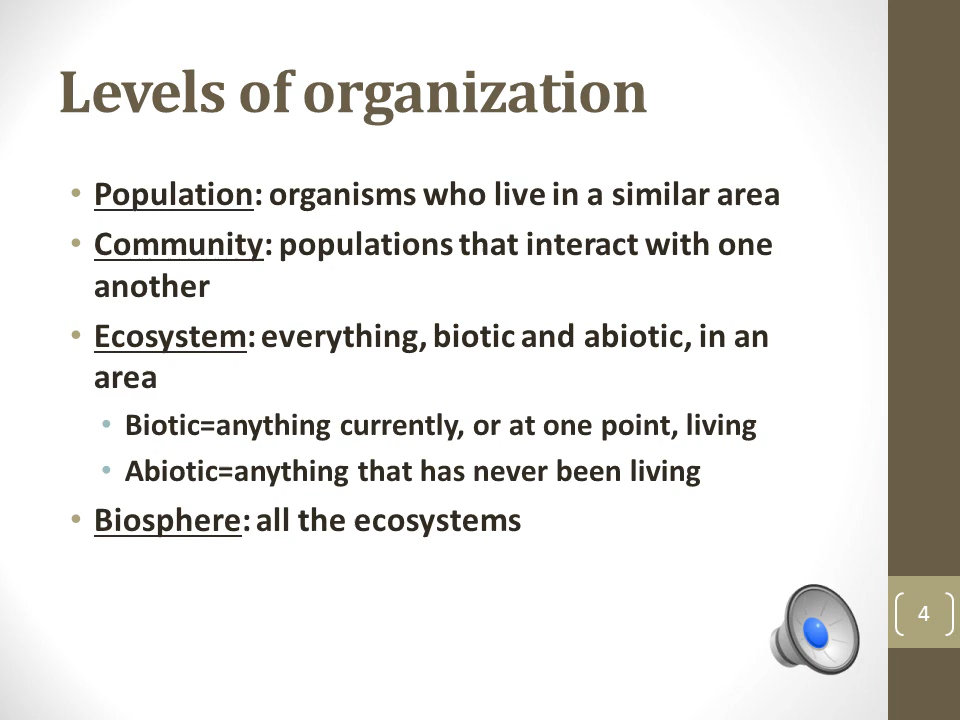 Levels of organization
• Population: organisms who live in a similar area
• Community: populations that interact with one
another
• Ecosystem: everything, biotic and abiotic, in an
area
• Biotic=anything currently, or at one point, living
• Abiotic=anything that has never been living
• Biosphere: all the ecosystems
4